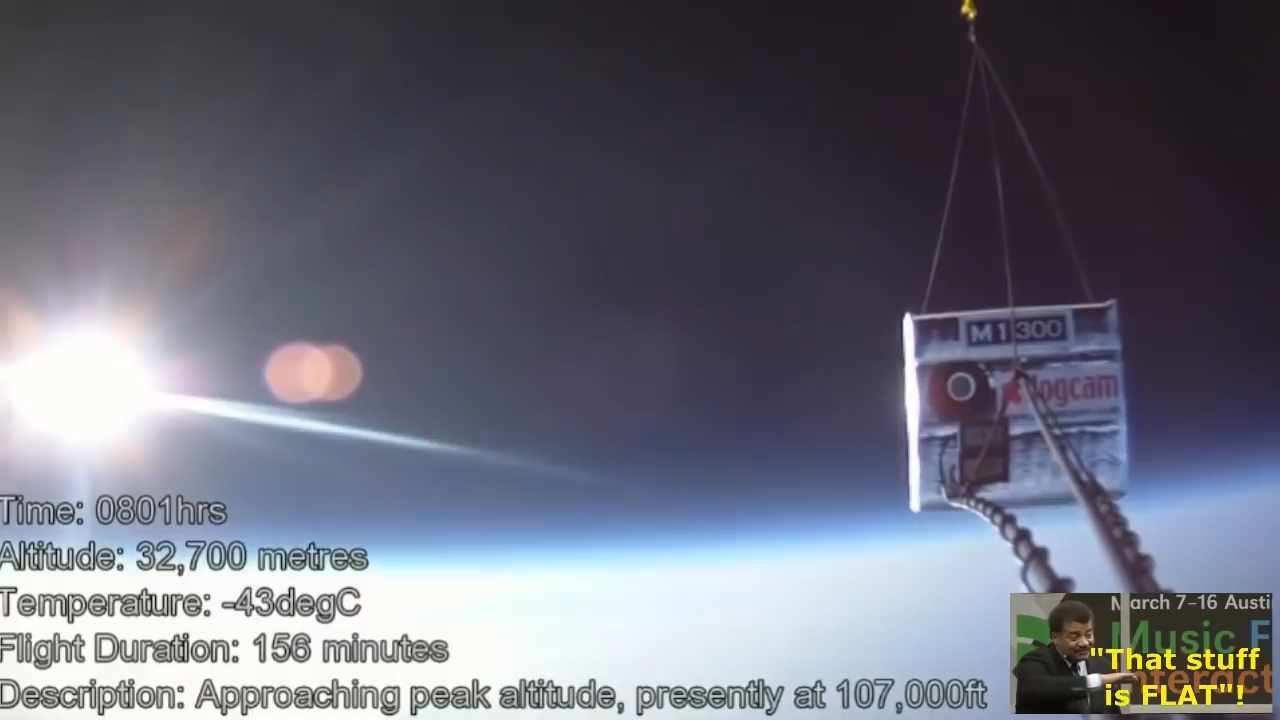 M1300
logcam
Time: 0801hrs
Altitude: 32,700 metres
Temperature: -43degC
Flight Duration: 156 minutes
Description: Approaching peak altitude, presently at 107,000ft
March 7-16 Austi
Music F
"That stuff
is FLAT"!